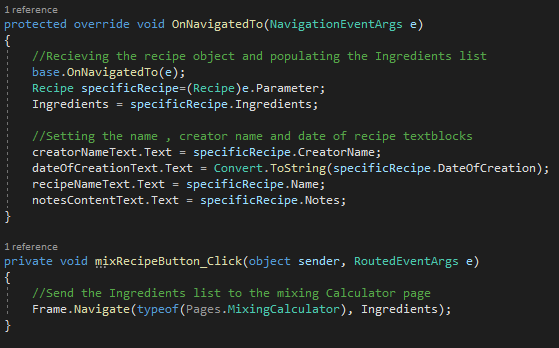 1 reference
protected override void OnNavigatedTo(NavigationEventArgs e)
{
//Recieving the recipe object and populating the Ingredients list
base.OnNavigatedTo(e);
Recipe specificRecipe=(Recipe)e.Parameter;
Ingredients = specificRecipe.Ingredients;
//Setting the name , creator name and date of recipe textblocks
creatorNameText.Text = specificRecipe.CreatorName;
dateOfCreationText.Text = Convert.ToString(specificRecipe.DateOfCreation);
recipeNameText.Text = specificRecipe.Name;
notesContentText.Text = specificRecipe.Notes;
}
1 reference
private void mixRecipeButton_Click(object sender, RoutedEventArgs e)
{
//Send the Ingredients list to the mixing Calculator page
Frame.Navigate(typeof(Pages.MixingCalculator), Ingredients);
}